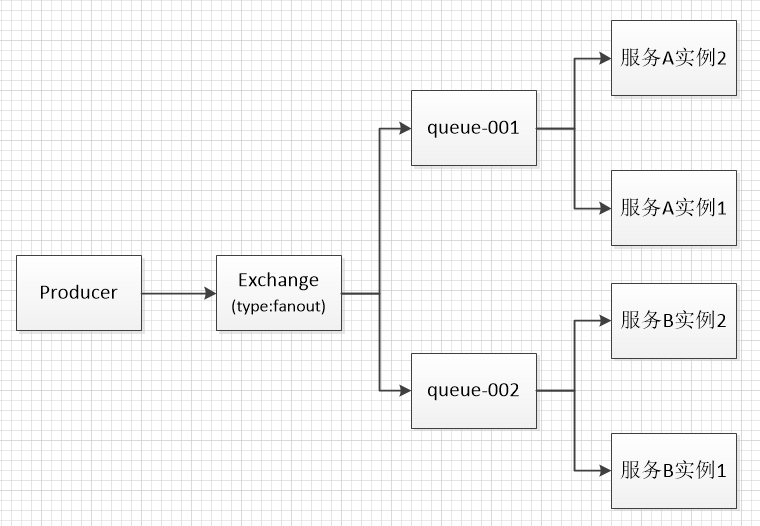 服务A实例2
queue-001
服务A实例1
Producer
Exchange
(type:fanout)
服务B实例2
queue-002
服务B实例1